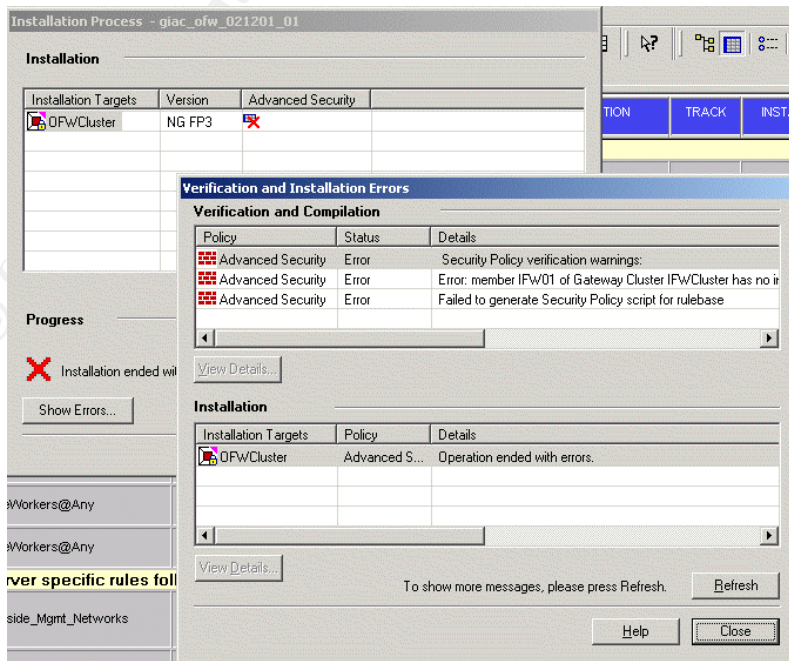 Installation Process - giac_ofw_021201_01
Installation
Installation Targets Version Advanced Security
OFWCluster NG FP3
TION TRACK INST
Verification and Installation Errors
Verification and Compilation
Policy Status Details
Advanced Security Error Security Policy verification warnings:
Advanced Security Error Error: member IFW01 of Gateway Cluster IFWCluster has no
Advanced Security Error Failed to generate Security Policy script for rulebase
View Details...
Progress
Installation ended
Show Errors...
Installation
Installation Targets Policy Details
OFWCluster Advanced S... Operation ended with errors.
View Details...
To show more messages, please press Refresh.
Refresh
Help
Close
eWorkers@Any
eWorkers@Any
rver specific rules
side_Mgmt_Networks